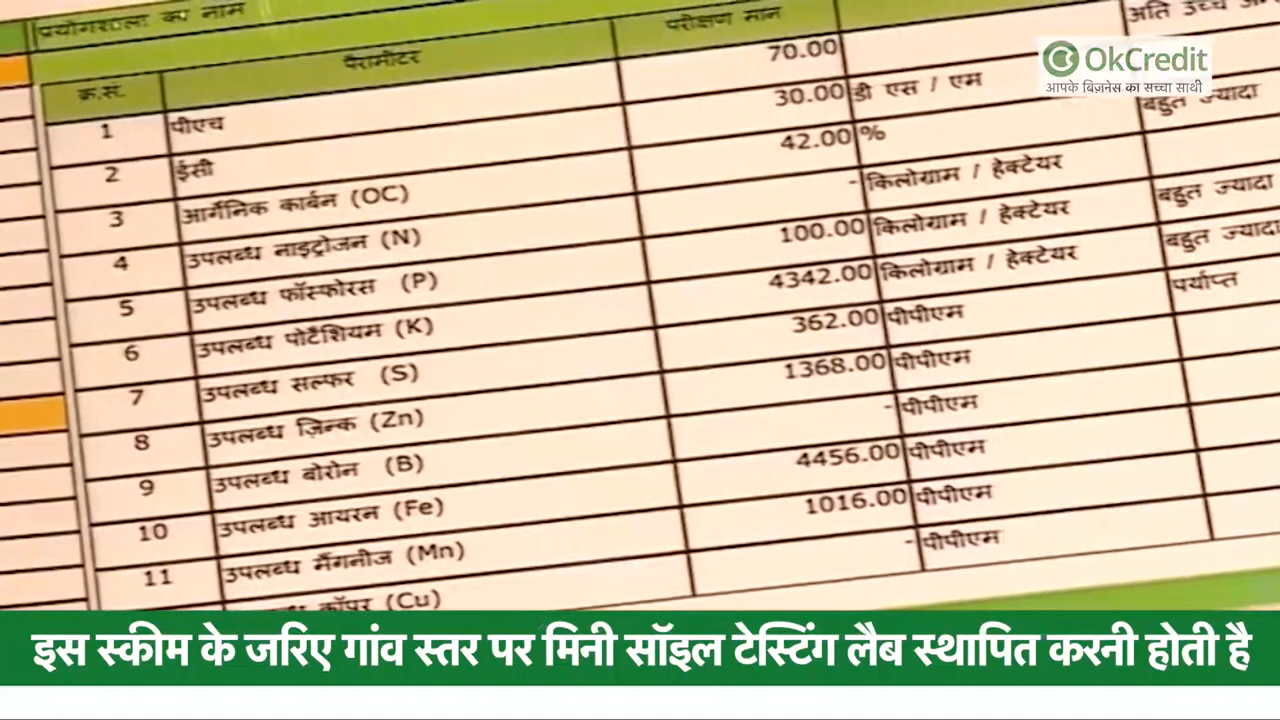 प्रयोगशाला का नाम
क्र.सं. पैरामीटर परीक्षण मान
1 पीएच 70.00 अति उच्च
2 ईसी 30.00 डी एस / एम
3 आर्गेनिक कार्बन (OC) 42.00 % बहुत ज्यादा
4 उपलब्ध नाइट्रोजन (N) - किलोग्राम / हेक्टेयर
5 उपलब्ध फॉस्फोरस (P) 100.00 किलोग्राम / हेक्टेयर बहुत ज्यादा
6 उपलब्ध पोटैशियम (K) 4342.00 किलोग्राम / हेक्टेयर बहुत ज्यादा
7 उपलब्ध सल्फर (S) 362.00 पीपीएम पर्याप्त
8 उपलब्ध ज़िन्क (Zn) 1368.00 पीपीएम
9 उपलब्ध बोरोन (B) - पीपीएम
10 उपलब्ध आयरन (Fe) 4456.00 पीपीएम
11 उपलब्ध मैंगनीज (Mn) 1016.00 पीपीएम
कॉपर (Cu) - पीपीएम
OkCredit
आपके बिज़नेस का सच्चा साथी
इस स्कीम के जरिए गांव स्तर पर मिनी सॉइल टेस्टिंग लैब स्थापित करनी होती है